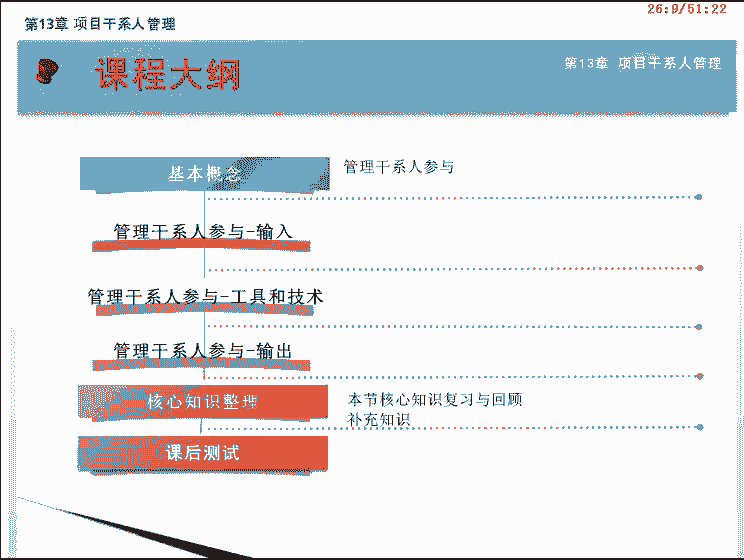 26:9/51:22
第13章 项目干系人管理
课程大纲
第13章 项目干系人管理
基本概念
管理干系人参与
管理干系人参与-输入
管理干系人参与-工具和技术
管理干系人参与-输出
核心知识整理
本节核心知识复习与回顾
补充知识
课后测试